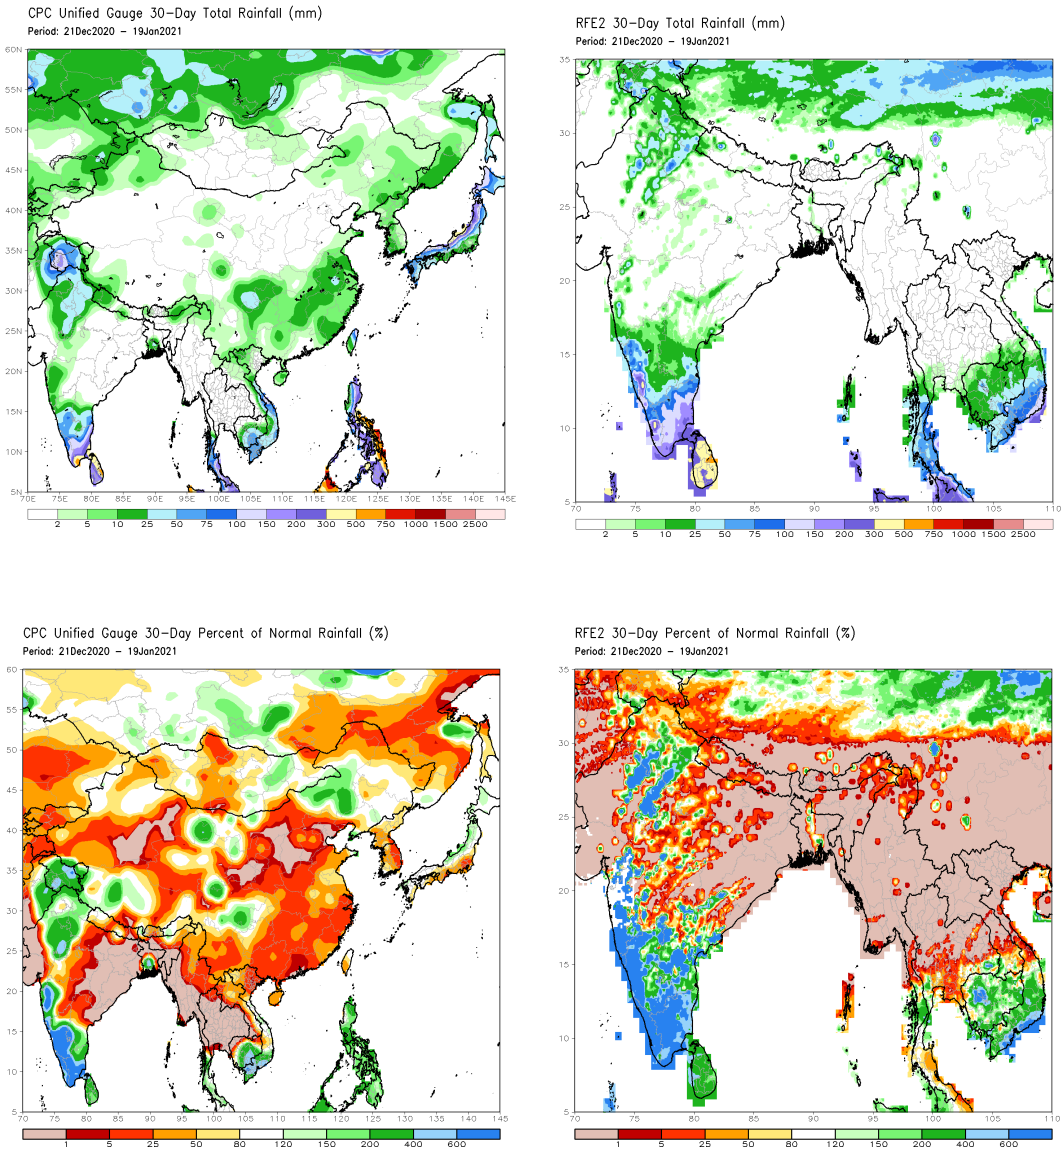 CPC Unified Gauge 30-Day Total Rainfall (mm)
Period: 21Dec2020 - 19Jan2021
60N
55N
50N
45N
40N
35N
30N
25N
20N
15N
10N
5N
70E 75E 80E 85E 90E 95E 100E 105E 110E 115E 120E 125E 130E 135E 140E 145E
2 5 10 25 50 75 100 150 200 300 500 750 1000 1500 2500
RFE2 30-Day Total Rainfall (mm)
Period: 21Dec2020 - 19Jan2021
35
30
25
20
15
10
5
70 75 80 85 90 95 100 105 110
2 5 10 25 50 75 100 150 200 300 500 750 1000 1500 2500
CPC Unified Gauge 30-Day Percent of Normal Rainfall (%)
Period: 21Dec2020 - 19Jan2021
60
55
50
45
40
35
30
25
20
15
10
5
70 75 80 85 90 95 100 105 110 115 120 125 130 135 140 145
1 5 25 50 80 120 150 200 400 600
RFE2 30-Day Percent of Normal Rainfall (%)
Period: 21Dec2020 - 19Jan2021
35
30
25
20
15
10
5
70 75 80 85 90 95 100 105 110
1 5 25 50 80 120 150 200 400 600